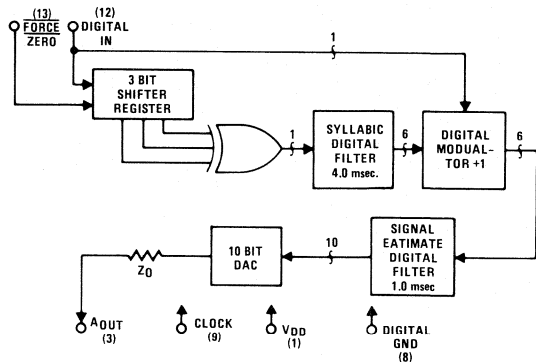 (13)
(12)
FORCE
ZERO
DIGITAL
IN
1
3 BIT
SHIFTER
REGISTER
1
SYLLABIC
DIGITAL
FILTER
4.0 msec.
6
DIGITAL
MODUAL-
TOR +1
6
10 BIT
DAC
10
SIGNAL
EATIMATE
DIGITAL
FILTER
1.0 msec
ZO
AOUT
(3)
CLOCK
(9)
VDD
(1)
DIGITAL
GND
(8)